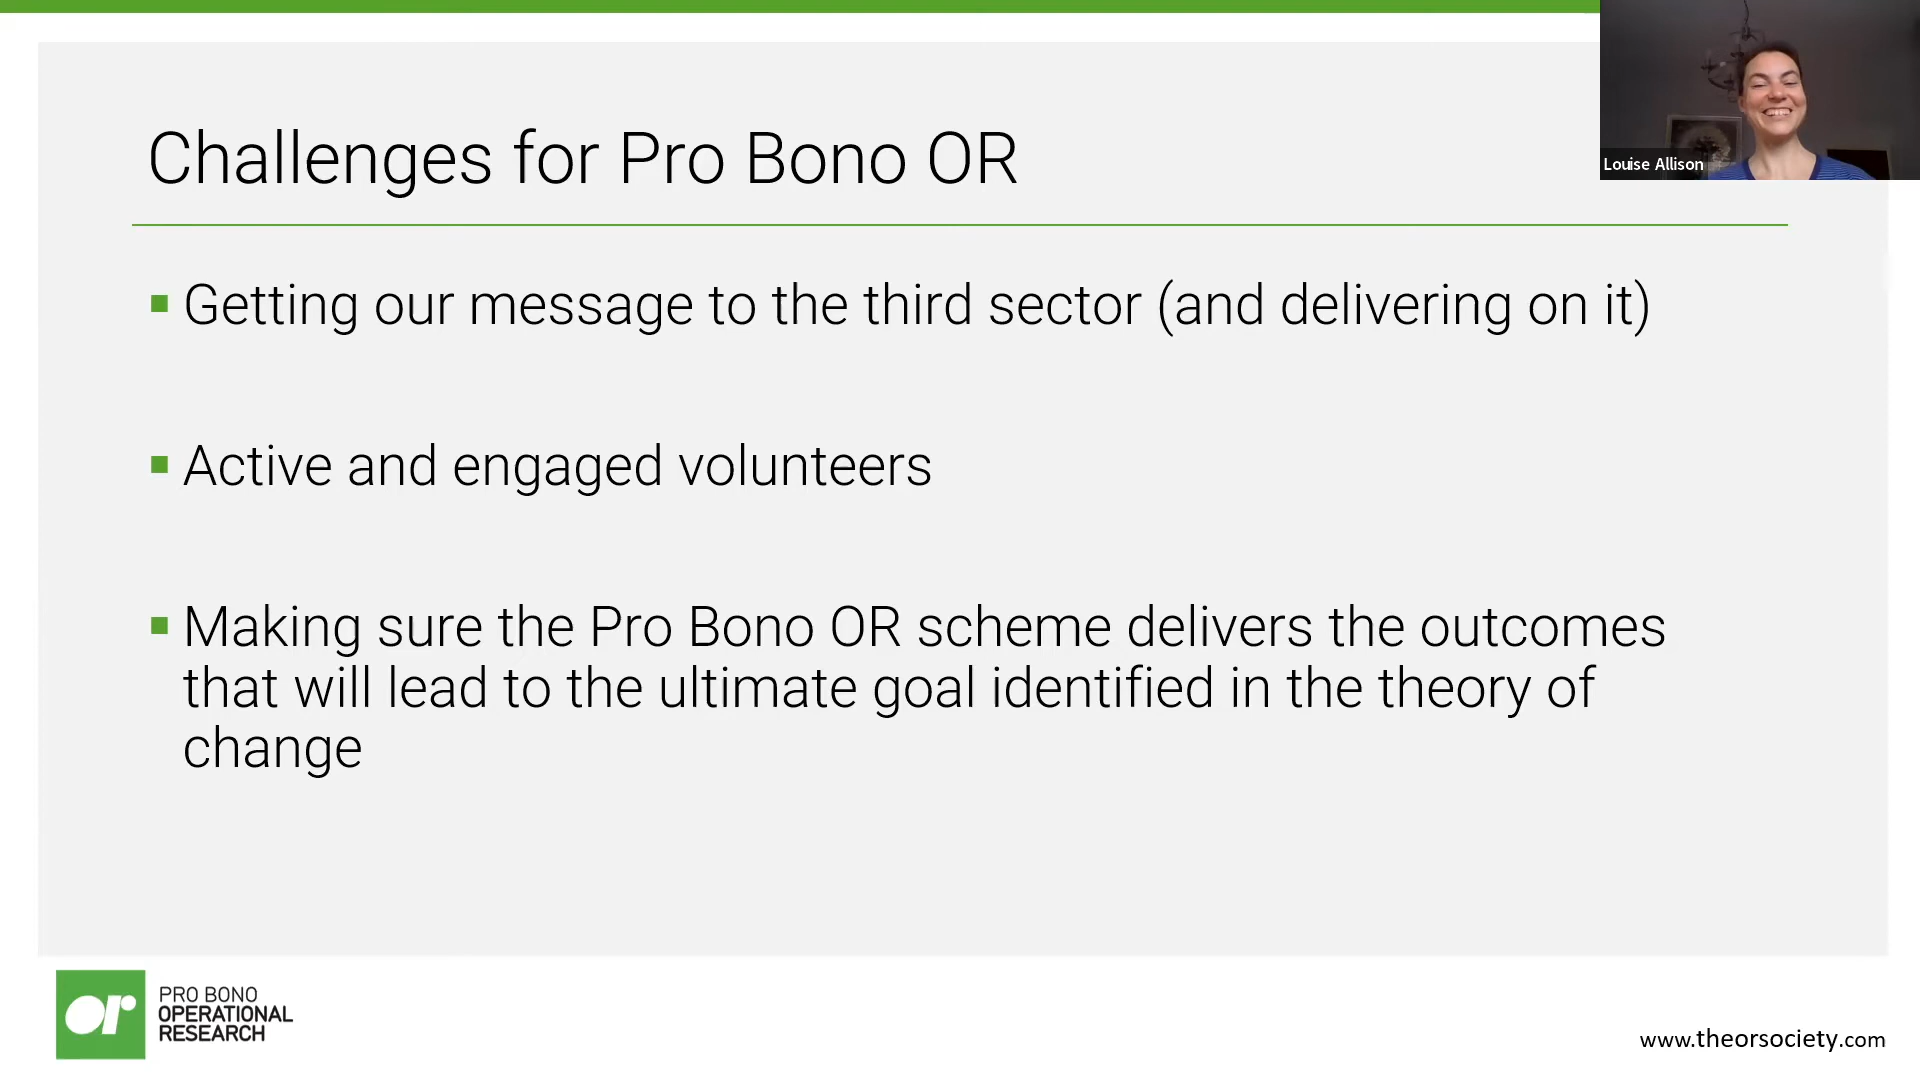 Challenges for Pro Bono OR
Louise Allison
Getting our message to the third sector (and delivering on it)
Active and engaged volunteers
Making sure the Pro Bono OR scheme delivers the outcomes
that will lead to the ultimate goal identified in the theory of
change
or
PRO BONO
OPERATIONAL
RESEARCH
www.theorsociety.com